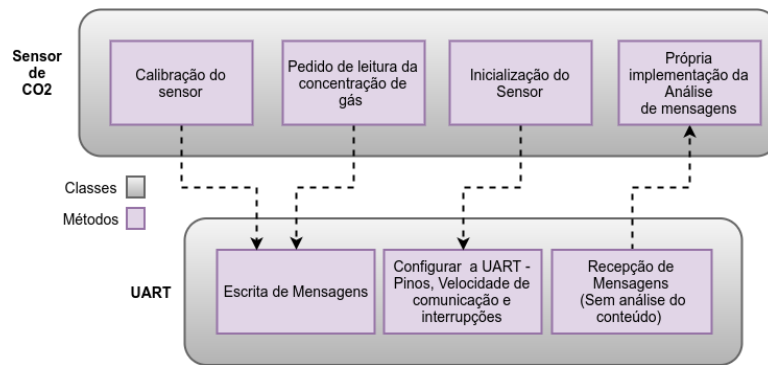 Sensor
de
CO2
Calibração do
sensor
Pedido de leitura da
concentração de
gás
Inicialização do
Sensor
Própria
implementação da
Análise
de mensagens
Classes
Métodos
UART
Escrita de Mensagens
Configurar a UART -
Pinos, Velocidade de
comunicação e
interrupções
Recepção de
Mensagens
(Sem análise do
conteúdo)